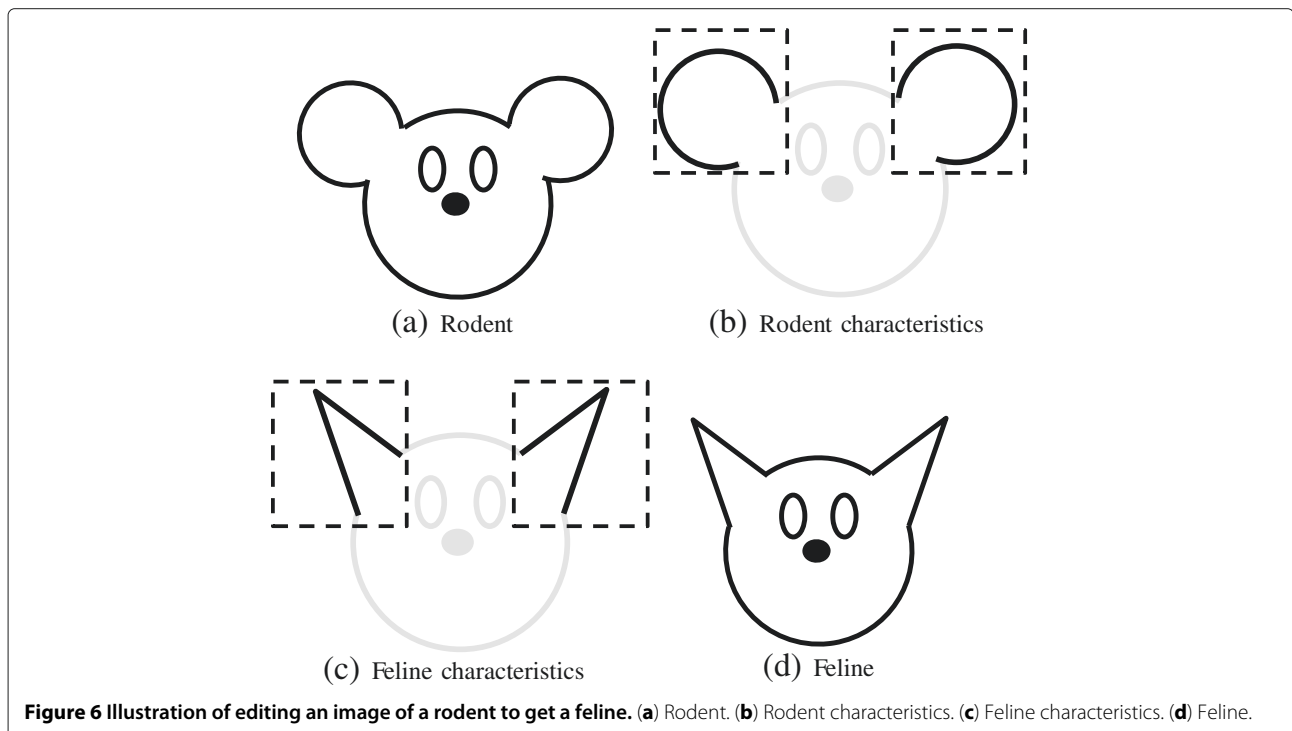 (a) Rodent
(b) Rodent characteristics
(c) Feline characteristics
(d) Feline
Figure 6 Illustration of editing an image of a rodent to get a feline. (a) Rodent. (b) Rodent characteristics. (c) Feline characteristics. (d) Feline.